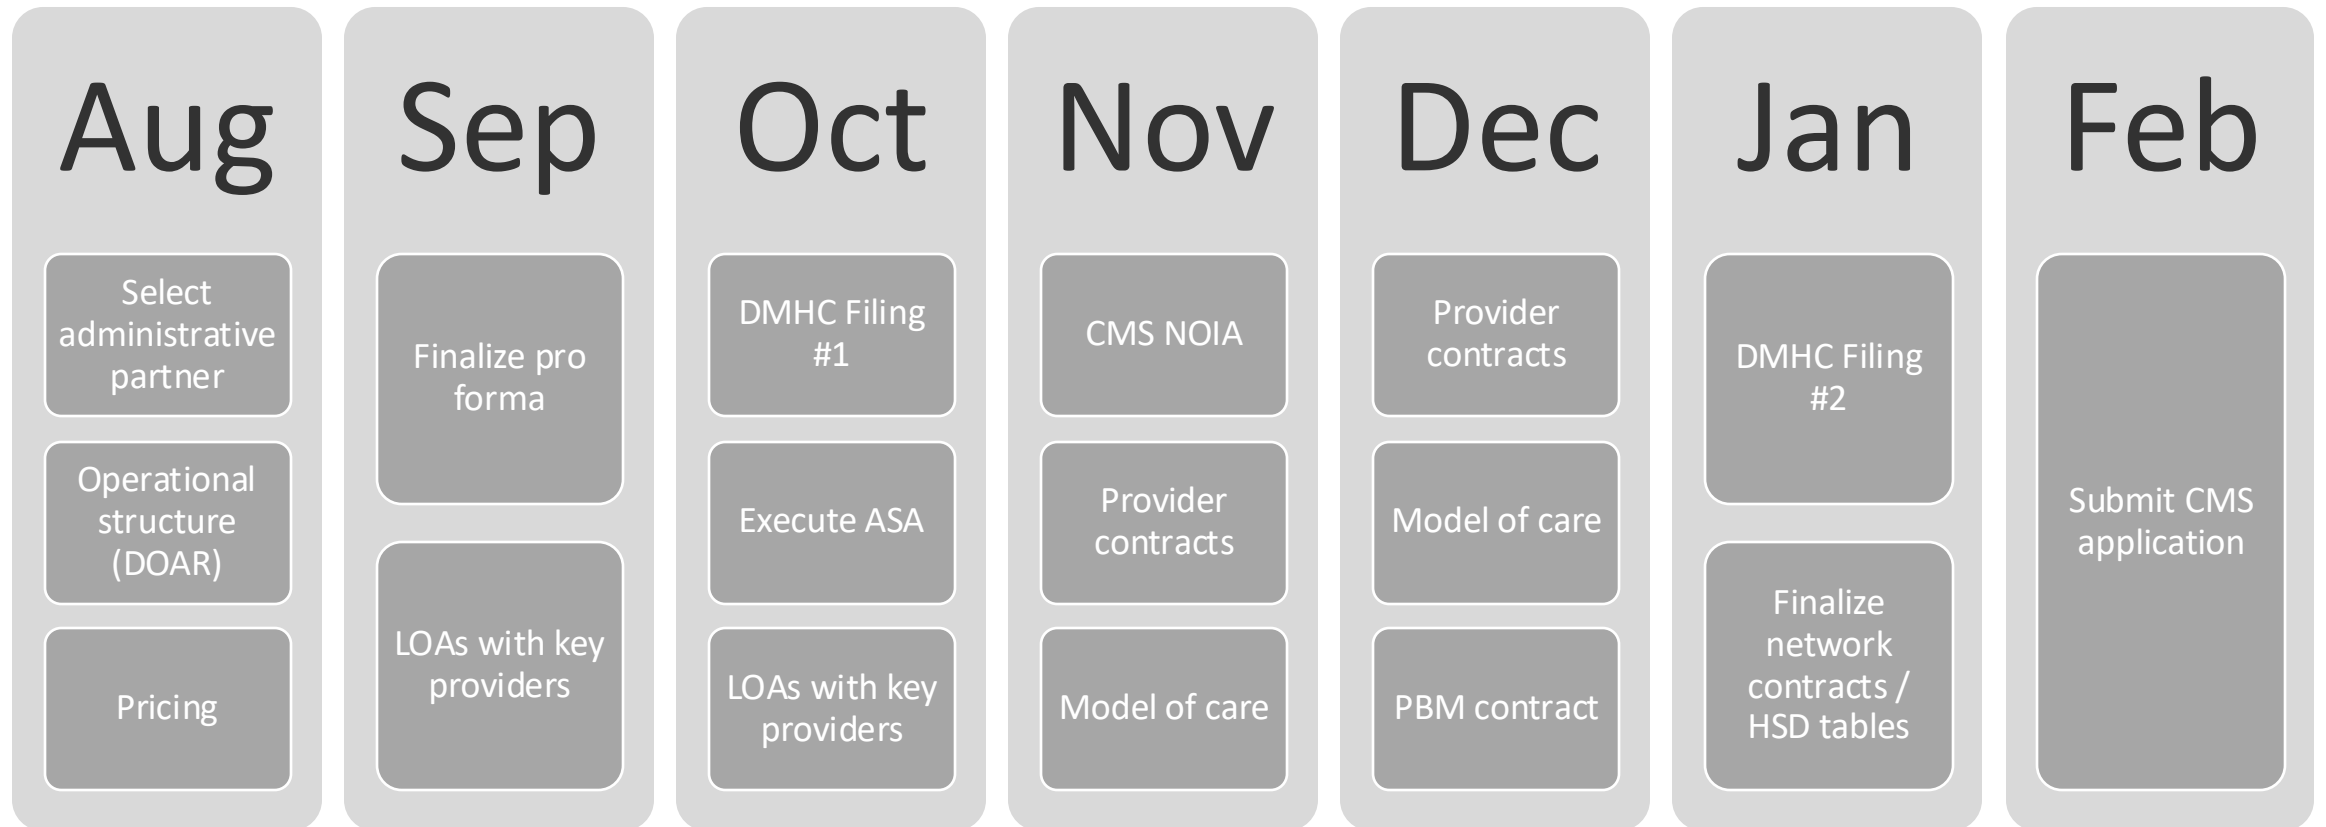 Aug
Select
administrative
partner
Operational
structure
(DOAR)
Pricing
Sep
Finalize pro
forma
LOAs with key
providers
Oct
DMHC Filing
#1
Execute ASA
LOAs with key
providers
Nov
CMS NOIA
Provider
contracts
Model of care
Dec
Provider
contracts
Model of care
PBM contract
Jan
DMHC Filing
#2
Finalize
network
contracts /
HSD tables
Feb
Submit CMS
application